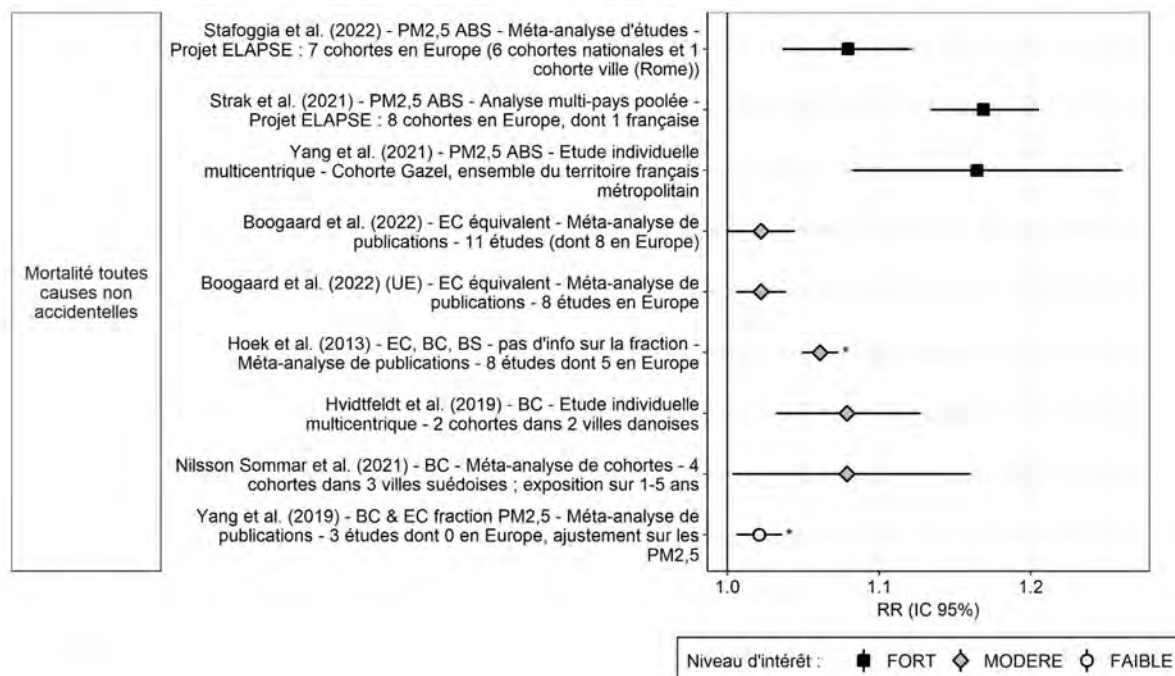 Stafoggia et al. (2022) - PM2,5 ABS - Méta-analyse d'études -
Projet ELAPSE : 7 cohortes en Europe (6 cohortes nationales et 1
cohorte ville (Rome))
Strak et al. (2021) - PM2,5 ABS - Analyse multi-pays poolée -
Projet ELAPSE : 8 cohortes en Europe, dont 1 française
Yang et al. (2021) - PM2,5 ABS - Etude individuelle
multicentrique - Cohorte Gazel, ensemble du territoire français
métropolitain
Boogaard et al. (2022) - EC équivalent - Méta-analyse de
publications - 11 études (dont 8 en Europe)
Mortalité toutes
causes non
accidentelles
Boogaard et al. (2022) (UE) - EC équivalent - Méta-analyse de
publications - 8 études en Europe
Hoek et al. (2013) - EC, BC, BS - pas d'info sur la fraction -
Méta-analyse de publications - 8 études dont 5 en Europe
*
Hvidtfeldt et al. (2019) - BC - Etude individuelle
multicentrique - 2 cohortes dans 2 villes danoises
Nilsson Sommar et al. (2021) - BC - Méta-analyse de cohortes - 4
cohortes dans 3 villes suédoises ; exposition sur 1-5 ans
Yang et al. (2019) - BC & EC fraction PM2,5 - Méta-analyse de
publications - 3 études dont 0 en Europe, ajustement sur les
PM2,5
*
1.0 1.1 1.2
RR (IC 95%)
Niveau d'intérêt : FORT MODERE FAIBLE